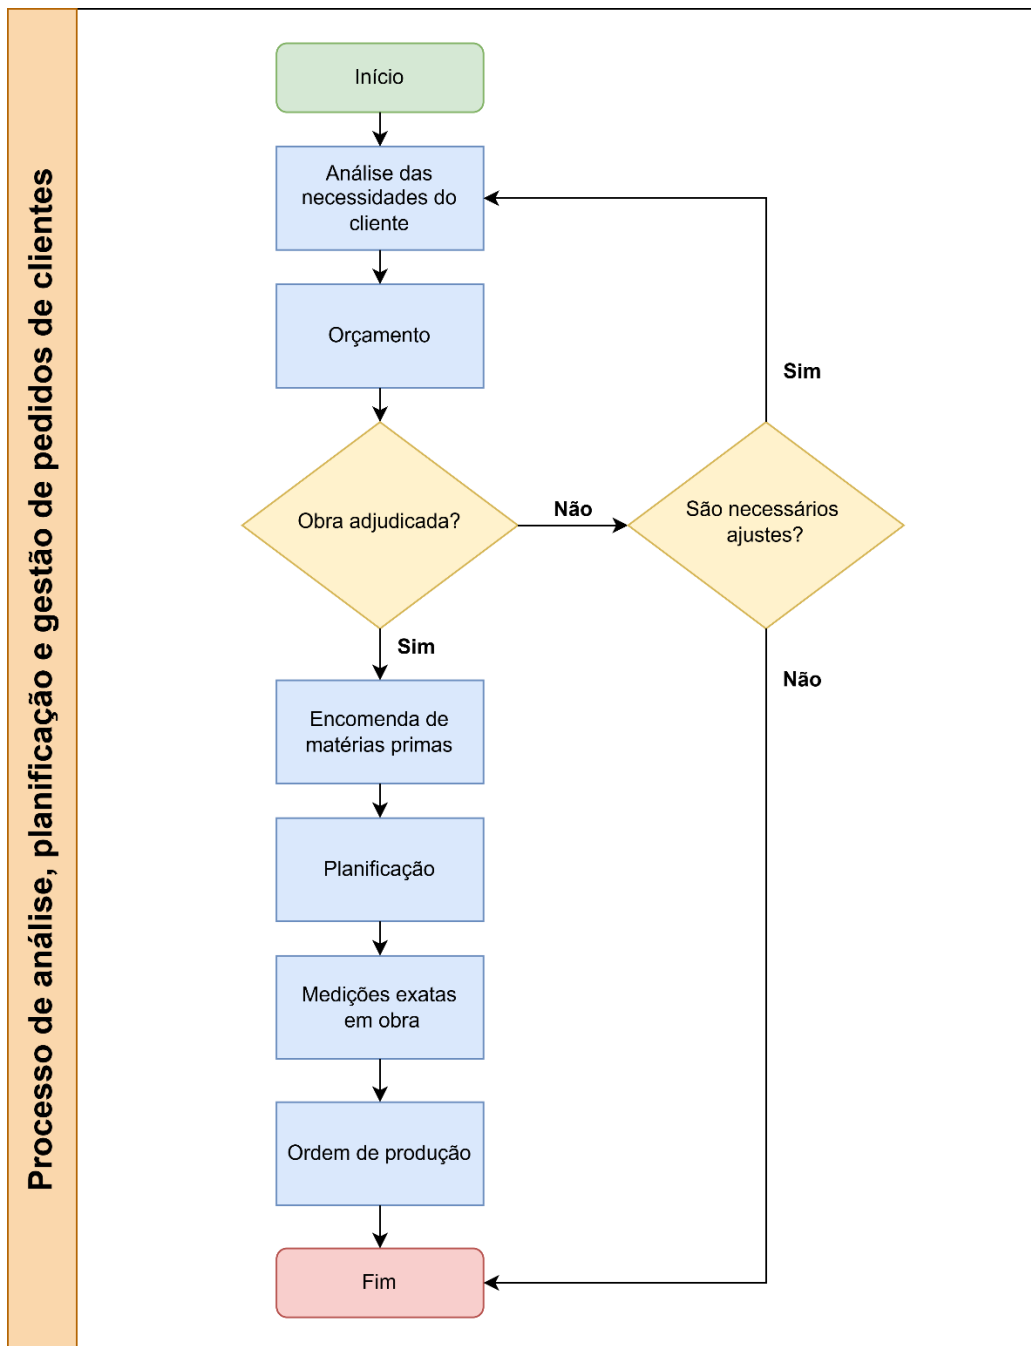 Processo de análise, planificação e gestão de pedidos de clientes
Início
Análise das
necessidades do
cliente
Orçamento
Sim
Obra adjudicada?
Não
São necessários
ajustes?
Sim
Não
Encomenda de
matérias primas
Planificação
Medições exatas
em obra
Ordem de produção
Fim